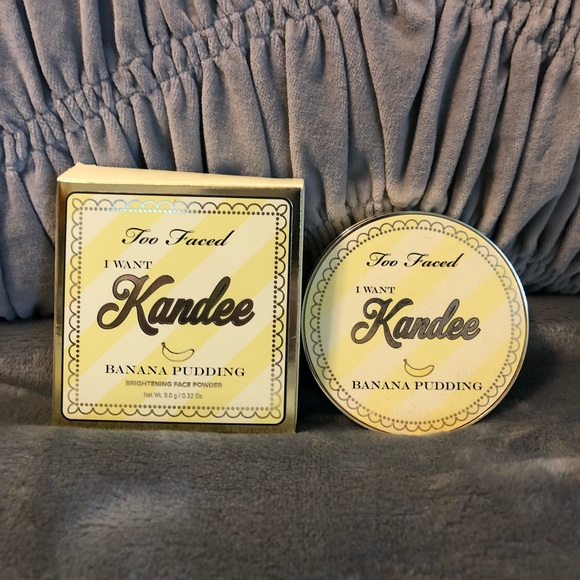 Too Faced
I WANT
Kandee
BANANA PUDDING
BRIGHTENING FACE POWDER
Net Wt. 9.0 g / 0.32 Oz.
Too Faced
I WANT
Kandee
BANANA PUDDING